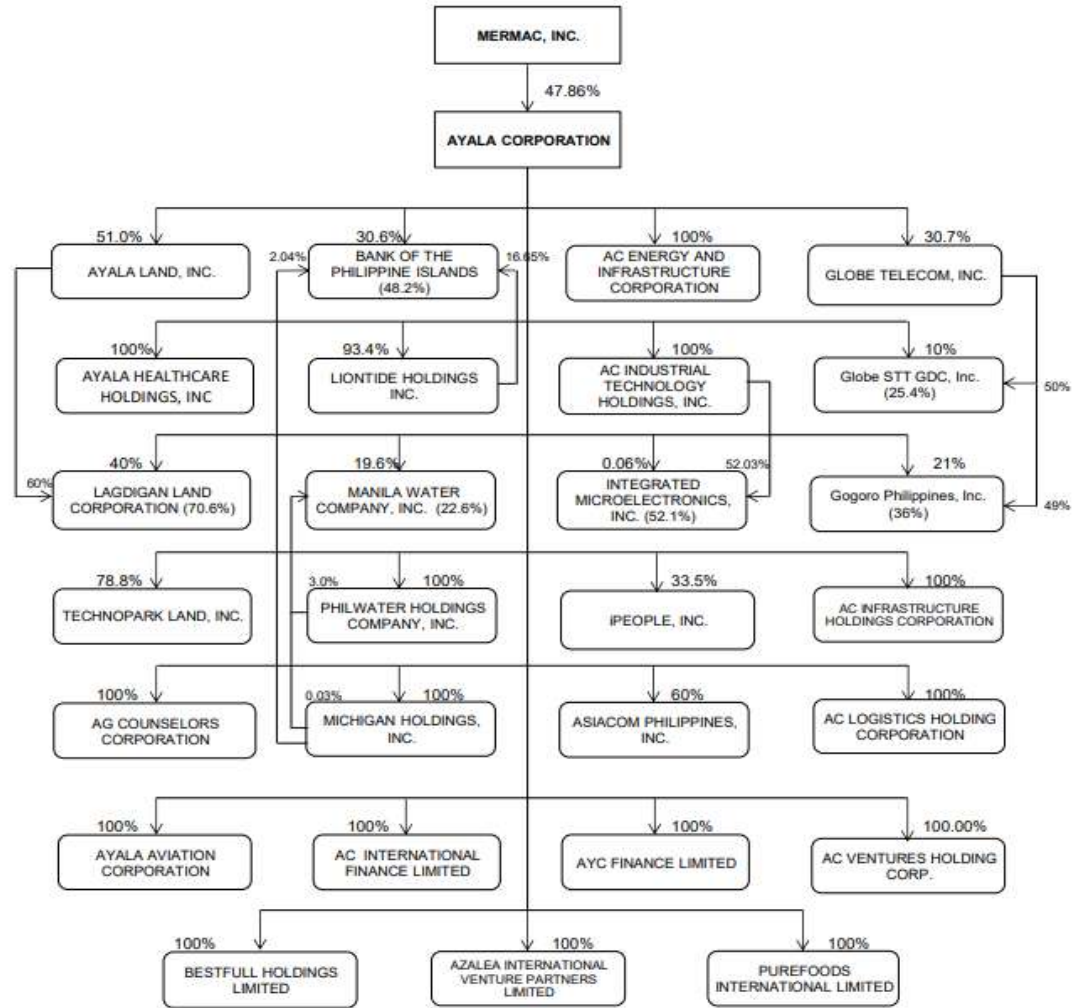 MERMAC, INC.
47.86%
AYALA CORPORATION
51.0%
AYALA LAND, INC.
2.04%
30.6%
BANK OF THE
PHILIPPINE ISLANDS
(48.2%)
16.65%
100%
AC ENERGY AND
INFRASTRUCTURE
CORPORATION
30.7%
GLOBE TELECOM, INC.
100%
AYALA HEALTHCARE
HOLDINGS, INC
93.4%
LIONTIDE HOLDINGS
INC.
100%
AC INDUSTRIAL
TECHNOLOGY
HOLDINGS, INC.
10%
Globe STT GDC, Inc.
(25.4%)
50%
60%
40%
LAGDIGAN LAND
CORPORATION (70.6%)
19.6%
MANILA WATER
COMPANY, INC. (22.6%)
0.06%
INTEGRATED
MICROELECTRONICS,
INC. (52.1%)
52.03%
21%
Gogoro Philippines, Inc.
(36%)
49%
78.8%
TECHNOPARK LAND, INC.
3.0%
100%
PHILWATER HOLDINGS
COMPANY, INC.
33.5%
iPEOPLE, INC.
100%
AC INFRASTRUCTURE
HOLDINGS CORPORATION
100%
AG COUNSELORS
CORPORATION
0.03%
100%
MICHIGAN HOLDINGS,
INC.
60%
ASIACOM PHILIPPINES,
INC.
100%
AC LOGISTICS HOLDING
CORPORATION
100%
AYALA AVIATION
CORPORATION
100%
AC INTERNATIONAL
FINANCE LIMITED
100%
AYC FINANCE LIMITED
100.00%
AC VENTURES HOLDING
CORP.
100%
BESTFULL HOLDINGS
LIMITED
100%
AZALEA INTERNATIONAL
VENTURE PARTNERS
LIMITED
100%
PUREFOODS
INTERNATIONAL LIMITED